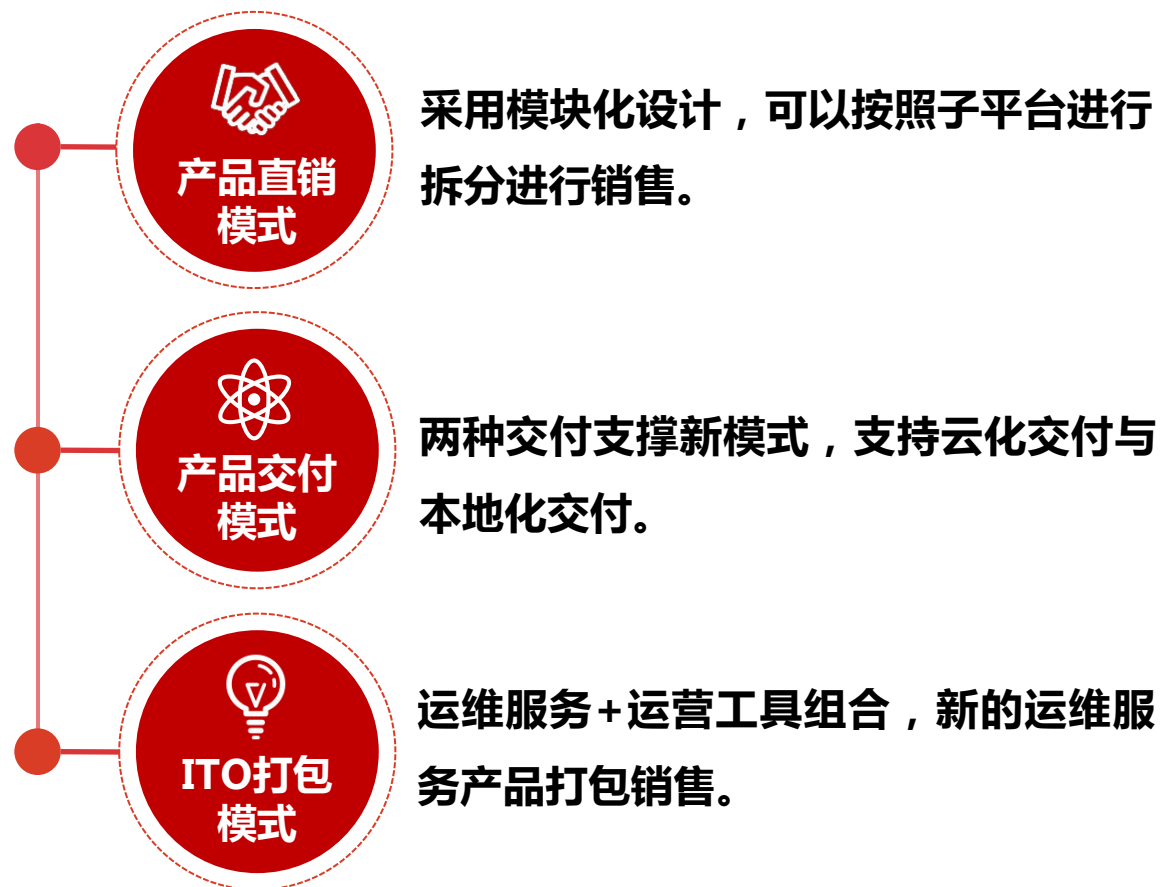 产品直销
模式
采用模块化设计，可以按照子平台进行
拆分进行销售。
产品交付
模式
两种交付支撑新模式，支持云化交付与
本地化交付。
ITO打包
模式
运维服务+运营工具组合，新的运维服
务产品打包销售。